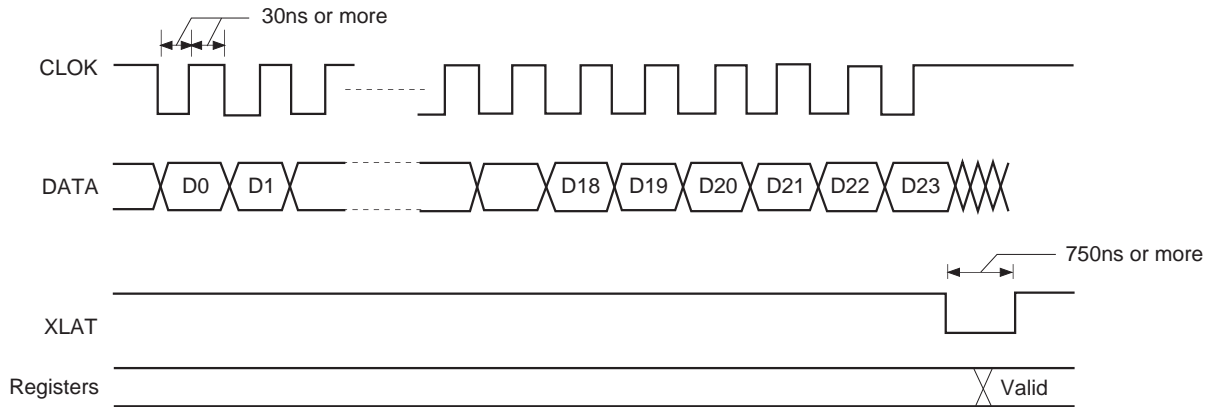 30ns or more
CLOK
DATA
D0 D1 D18 D19 D20 D21 D22 D23
750ns or more
XLAT
Registers
Valid